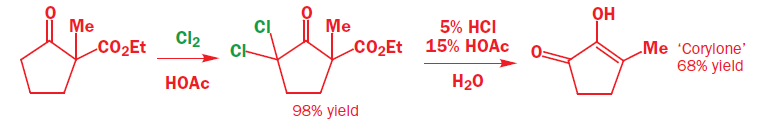 O
Me
CO₂Et
Cl₂
HOAc
Cl
Cl
O
Me
CO₂Et
98% yield
5% HCl
15% HOAc
H₂O
OH
O
Me
'Corylone'
68% yield